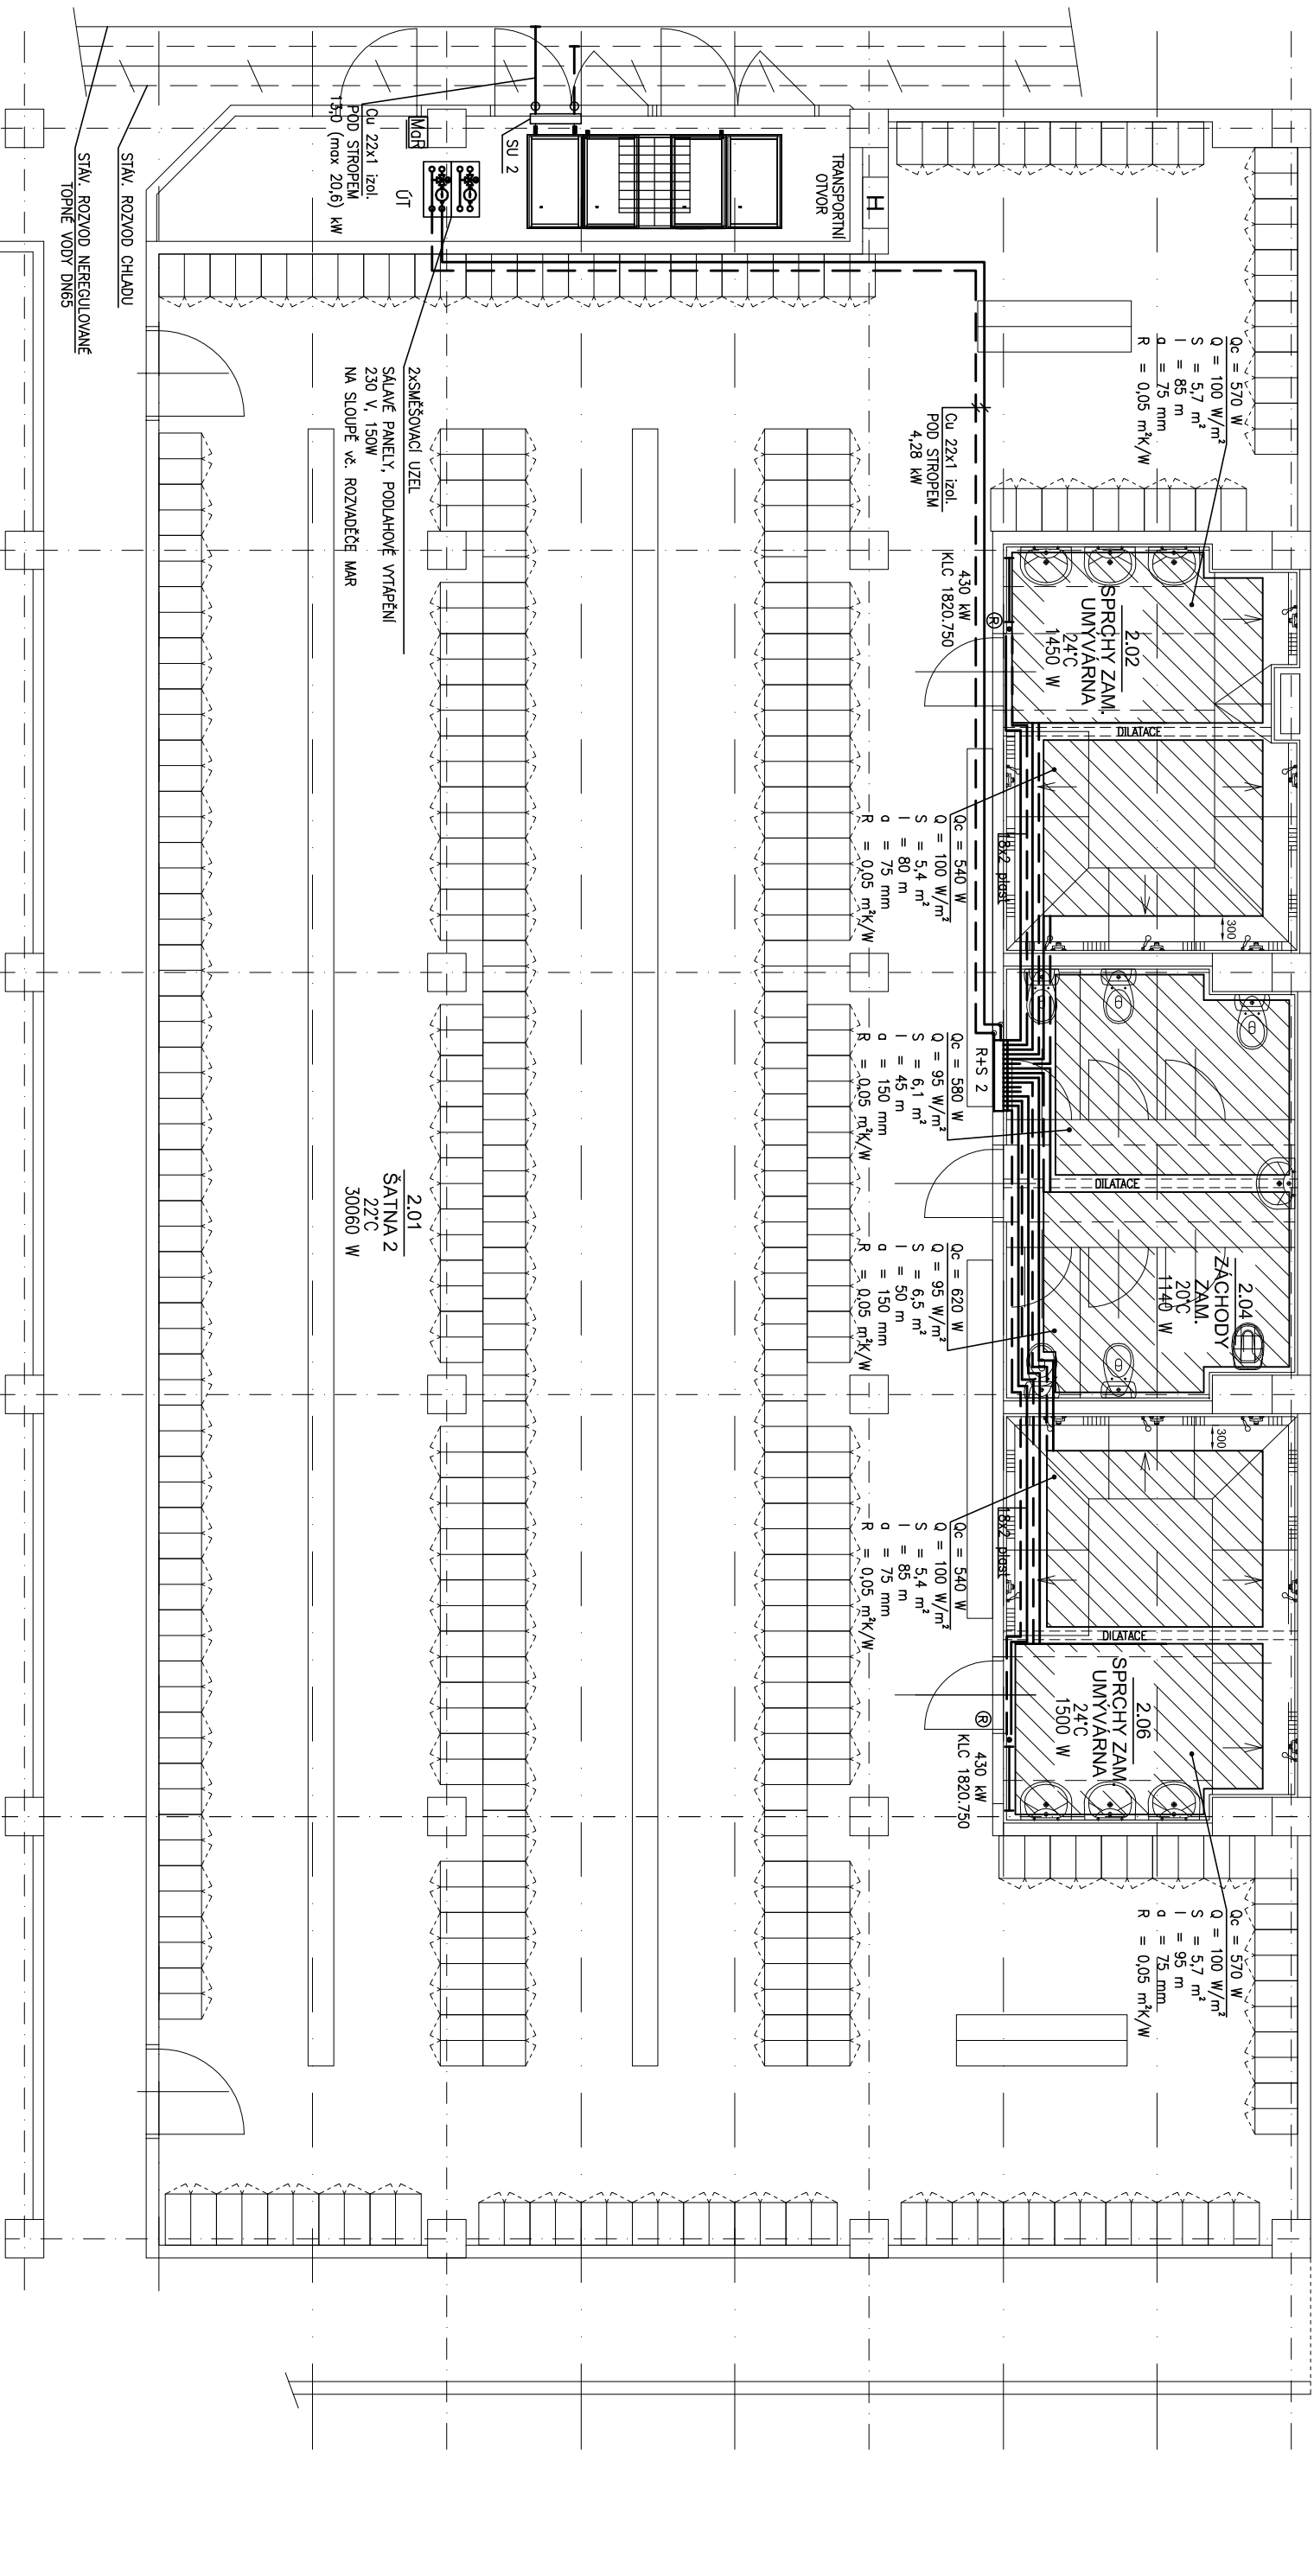 STÁV. ROZVOD CHLADU
STÁV. ROZVOD NEREGULOVANÉ
TOPNÉ VODY DN65
Cu 22x1 izol.
POD STROPEM
13,0 (max 20,6) kW
MaR
ÚT
SU 2
TRANSPORTNÍ
OTVOR
H
2xSMĚŠOVACÍ UZEL
SÁLAVÉ PANELY, PODLAHOVÉ VYTÁPĚNÍ
230 V, 150W
NA SLOUPĚ vč. ROZVADĚČE MAR
Cu 22x1 izol.
POD STROPEM
4,28 kW
Qc = 570 W
Q = 100 W/m²
S = 5,7 m²
l = 85 m
a = 75 mm
R = 0,05 m²K/W
430 kW
KLC 1820.750
R
2.02
SPRCHY ZAM.
UMÝVÁRNA
24°C
1450 W
DILATACE
18x2 plast
300
Qc = 540 W
Q = 100 W/m²
S = 5,4 m²
l = 80 m
a = 75 mm
R = 0,05 m²K/W
R+S 2
Qc = 580 W
Q = 95 W/m²
S = 6,1 m²
l = 45 m
a = 150 mm
R = 0,05 m²K/W
DILATACE
2.01
ŠATNA 2
22°C
30060 W
2.04
ZÁCHODY
ZAM.
20°C
1140 W
Qc = 620 W
Q = 95 W/m²
S = 6,5 m²
l = 50 m
a = 150 mm
R = 0,05 m²K/W
300
18x2 plast
Qc = 540 W
Q = 100 W/m²
S = 5,4 m²
l = 85 m
a = 75 mm
R = 0,05 m²K/W
DILATACE
2.06
SPRCHY ZAM.
UMÝVÁRNA
24°C
1500 W
R
430 kW
KLC 1820.750
Qc = 570 W
Q = 100 W/m²
S = 5,7 m²
l = 95 m
a = 75 mm
R = 0,05 m²K/W